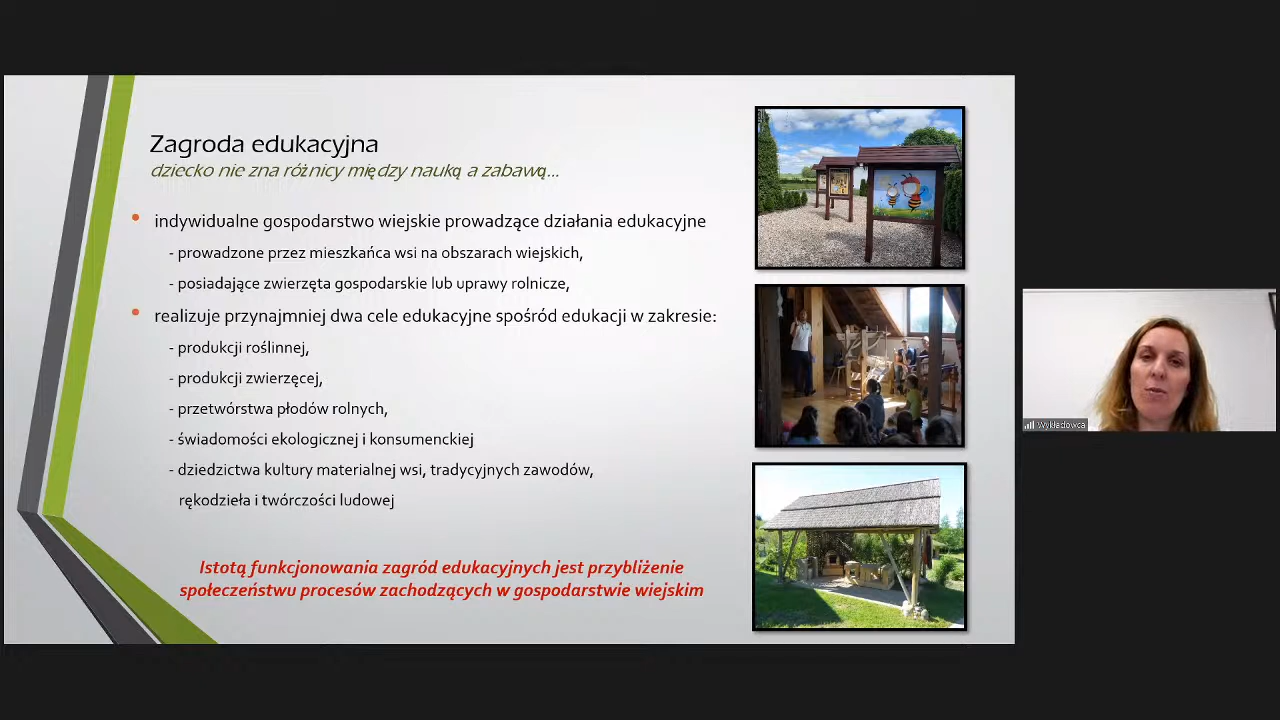 Zagroda edukacyjna
dziecko nie zna różnicy między nauką a zabawą...
• indywidualne gospodarstwo wiejskie prowadzące działania edukacyjne
- prowadzone przez mieszkańca wsi na obszarach wiejskich,
- posiadające zwierzęta gospodarskie lub uprawy rolnicze,
• realizuje przynajmniej dwa cele edukacyjne spośród edukacji w zakresie:
- produkcji roślinnej,
- produkcji zwierzęcej,
- przetwórstwa płodów rolnych,
- świadomości ekologicznej i konsumenckiej
- dziedzictwa kultury materialnej wsi, tradycyjnych zawodów,
rękodzieła i twórczości ludowej
Istotą funkcjonowania zagród edukacyjnych jest przybliżenie
społeczeństwu procesów zachodzących w gospodarstwie wiejskim
Wykładowca